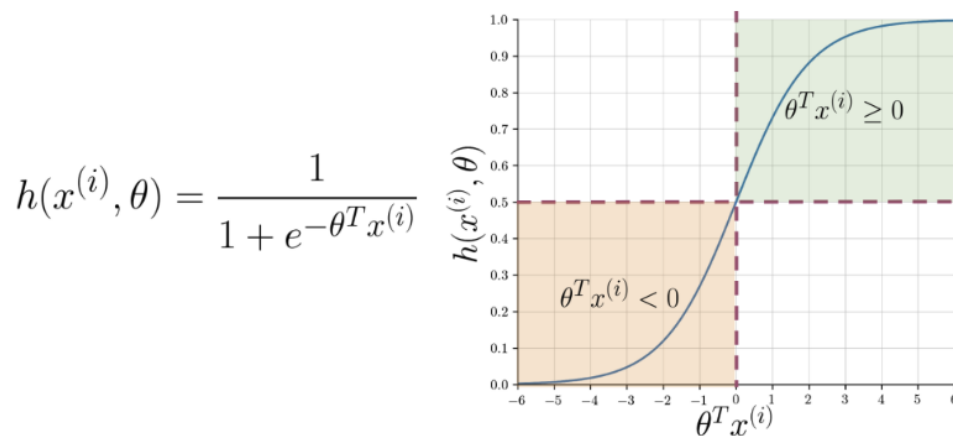 h(x^{(i)}, θ) = \frac{1}{1 + e^{-θ^T x^{(i)}}}
h(x^{(i)}, θ)
1.0
0.9
0.8
0.7
0.6
0.5
0.4
0.3
0.2
0.1
0.0
θ^T x^{(i)} ≥ 0
θ^T x^{(i)} < 0
−6 −5 −4 −3 −2 −1 0 1 2 3 4 5 6
θ^T x^{(i)}